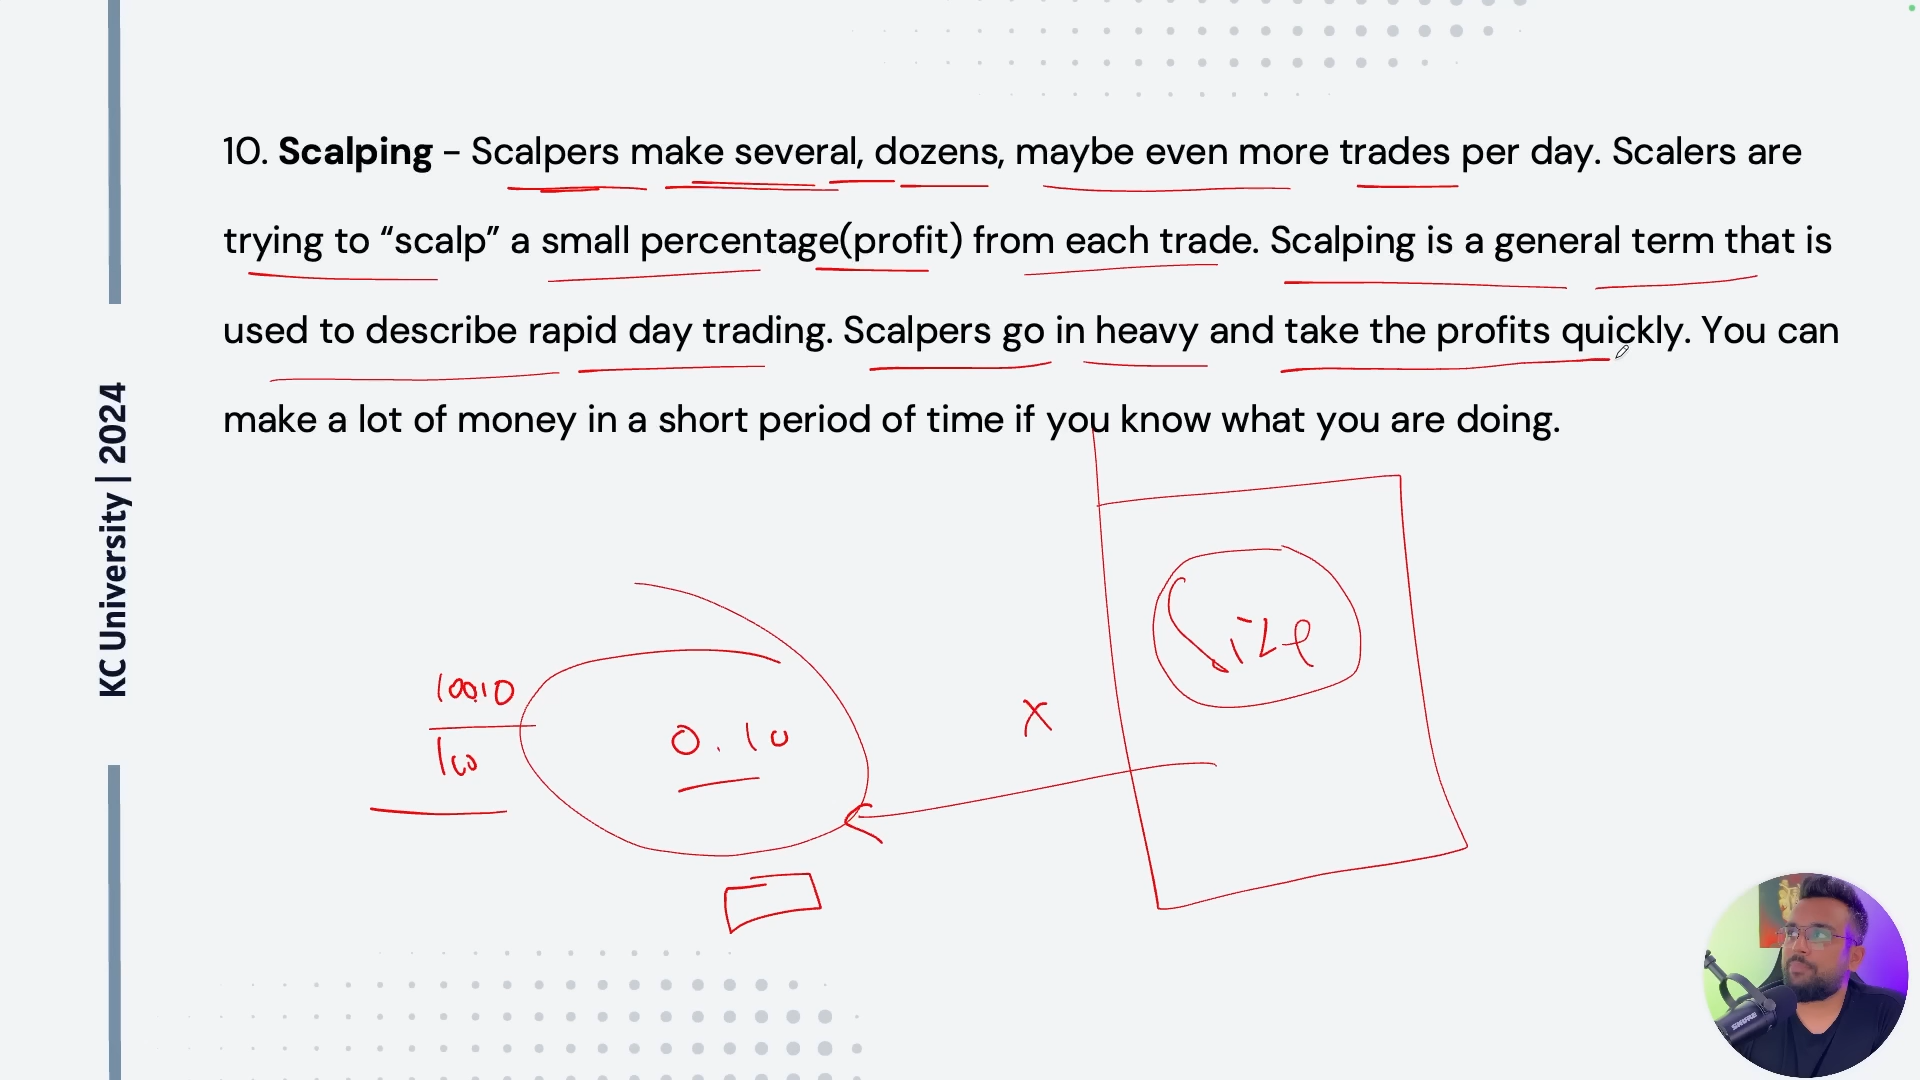 10. Scalping - Scalpers make several, dozens, maybe even more trades per day. Scalers are
trying to “scalp” a small percentage(profit) from each trade. Scalping is a general term that is
used to describe rapid day trading. Scalpers go in heavy and take the profits quickly. You can
make a lot of money in a short period of time if you know what you are doing.
KC University | 2024
Size
100.10
100
0.10
X
SHURE